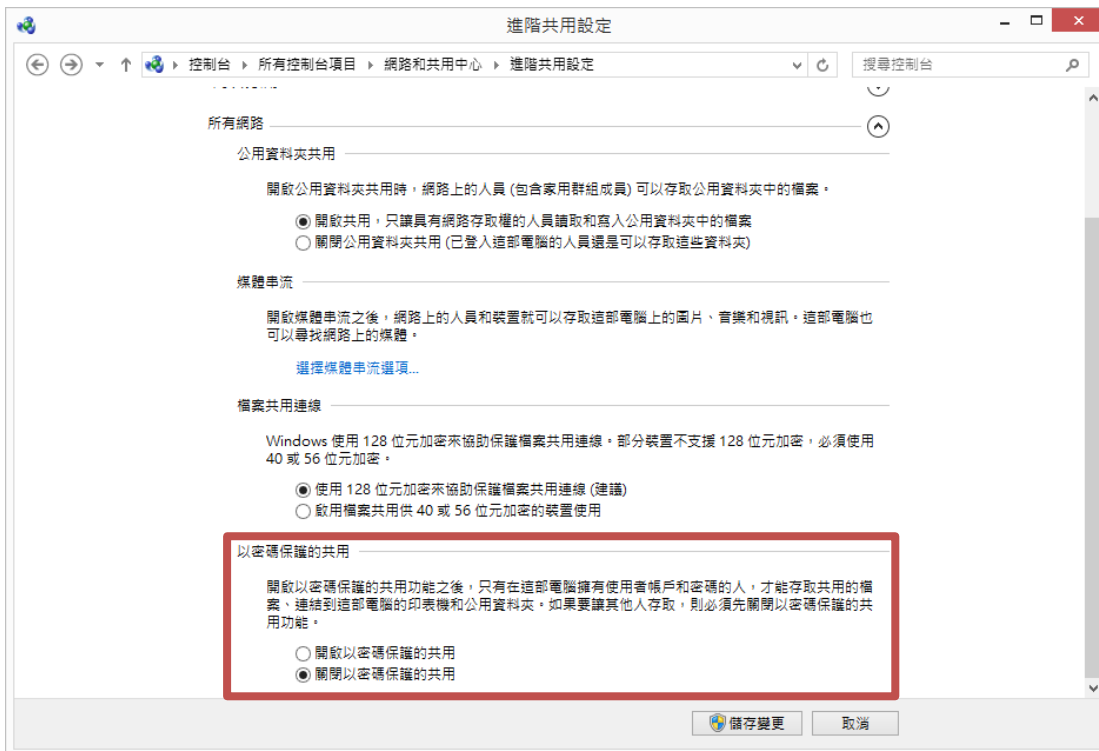 進階共用設定
控制台 ▸ 所有控制台項目 ▸ 網路和共用中心 ▸ 進階共用設定
搜尋控制台
所有網路
公用資料夾共用
開啟公用資料夾共用時，網路上的人員 (包含家用群組成員) 可以存取公用資料夾中的檔案。
開啟共用，只讓具有網路存取權的人員讀取和寫入公用資料夾中的檔案
關閉公用資料夾共用 (已登入這部電腦的人員還是可以存取這些資料夾)
媒體串流
開啟媒體串流之後，網路上的人員和裝置就可以存取這部電腦上的圖片、音樂和視訊。這部電腦也
可以尋找網路上的媒體。
選擇媒體串流選項...
檔案共用連線
Windows 使用 128 位元加密來協助保護檔案共用連線。部分裝置不支援 128 位元加密，必須使用
40 或 56 位元加密。
使用 128 位元加密來協助保護檔案共用連線 (建議)
啟用檔案共用供 40 或 56 位元加密的裝置使用
以密碼保護的共用
開啟以密碼保護的共用功能之後，只有在這部電腦擁有使用者帳戶和密碼的人，才能存取共用的檔
案、連結到這部電腦的印表機和公用資料夾。如果要讓其他人存取，則必須先關閉以密碼保護的共
用功能。
開啟以密碼保護的共用
關閉以密碼保護的共用
儲存變更
取消